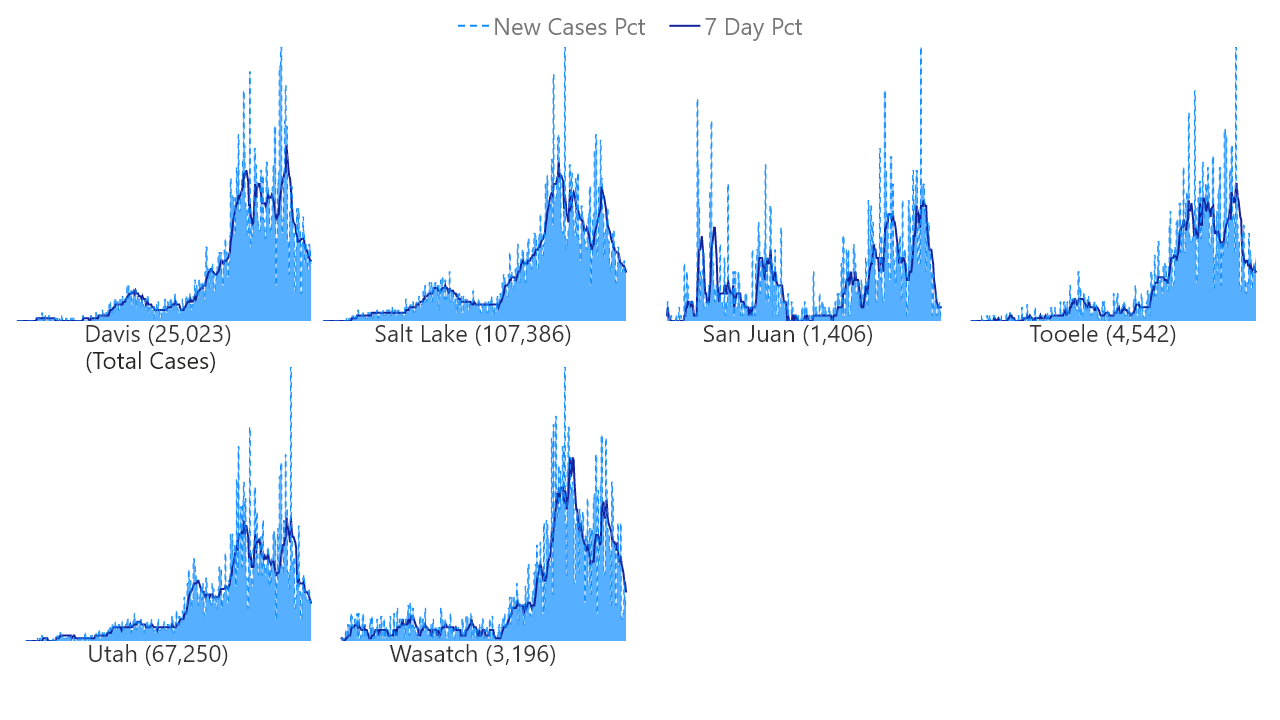 New Cases Pct 7 Day Pct
Davis (25,023)
(Total Cases)
Salt Lake (107,386)
San Juan (1,406)
Tooele (4,542)
Utah (67,250)
Wasatch (3,196)